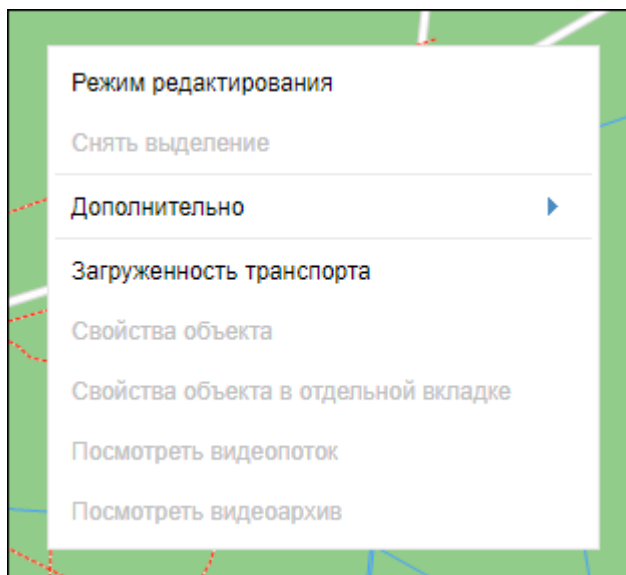 Режим редактирования
Снять выделение
Дополнительно
Загруженность транспорта
Свойства объекта
Свойства объекта в отдельной вкладке
Посмотреть видеопоток
Посмотреть видеоархив